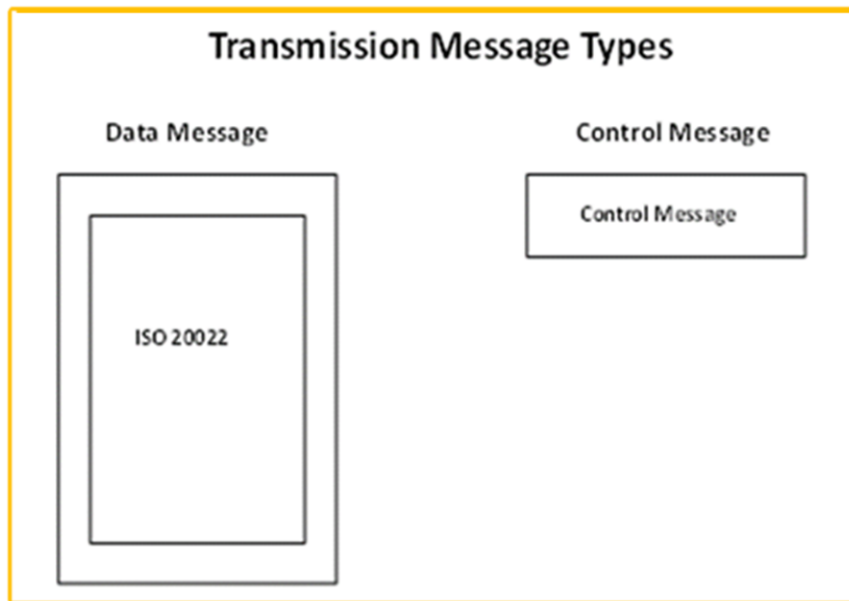 Transmission Message Types
Data Message
Control Message
Control Message
ISO 20022